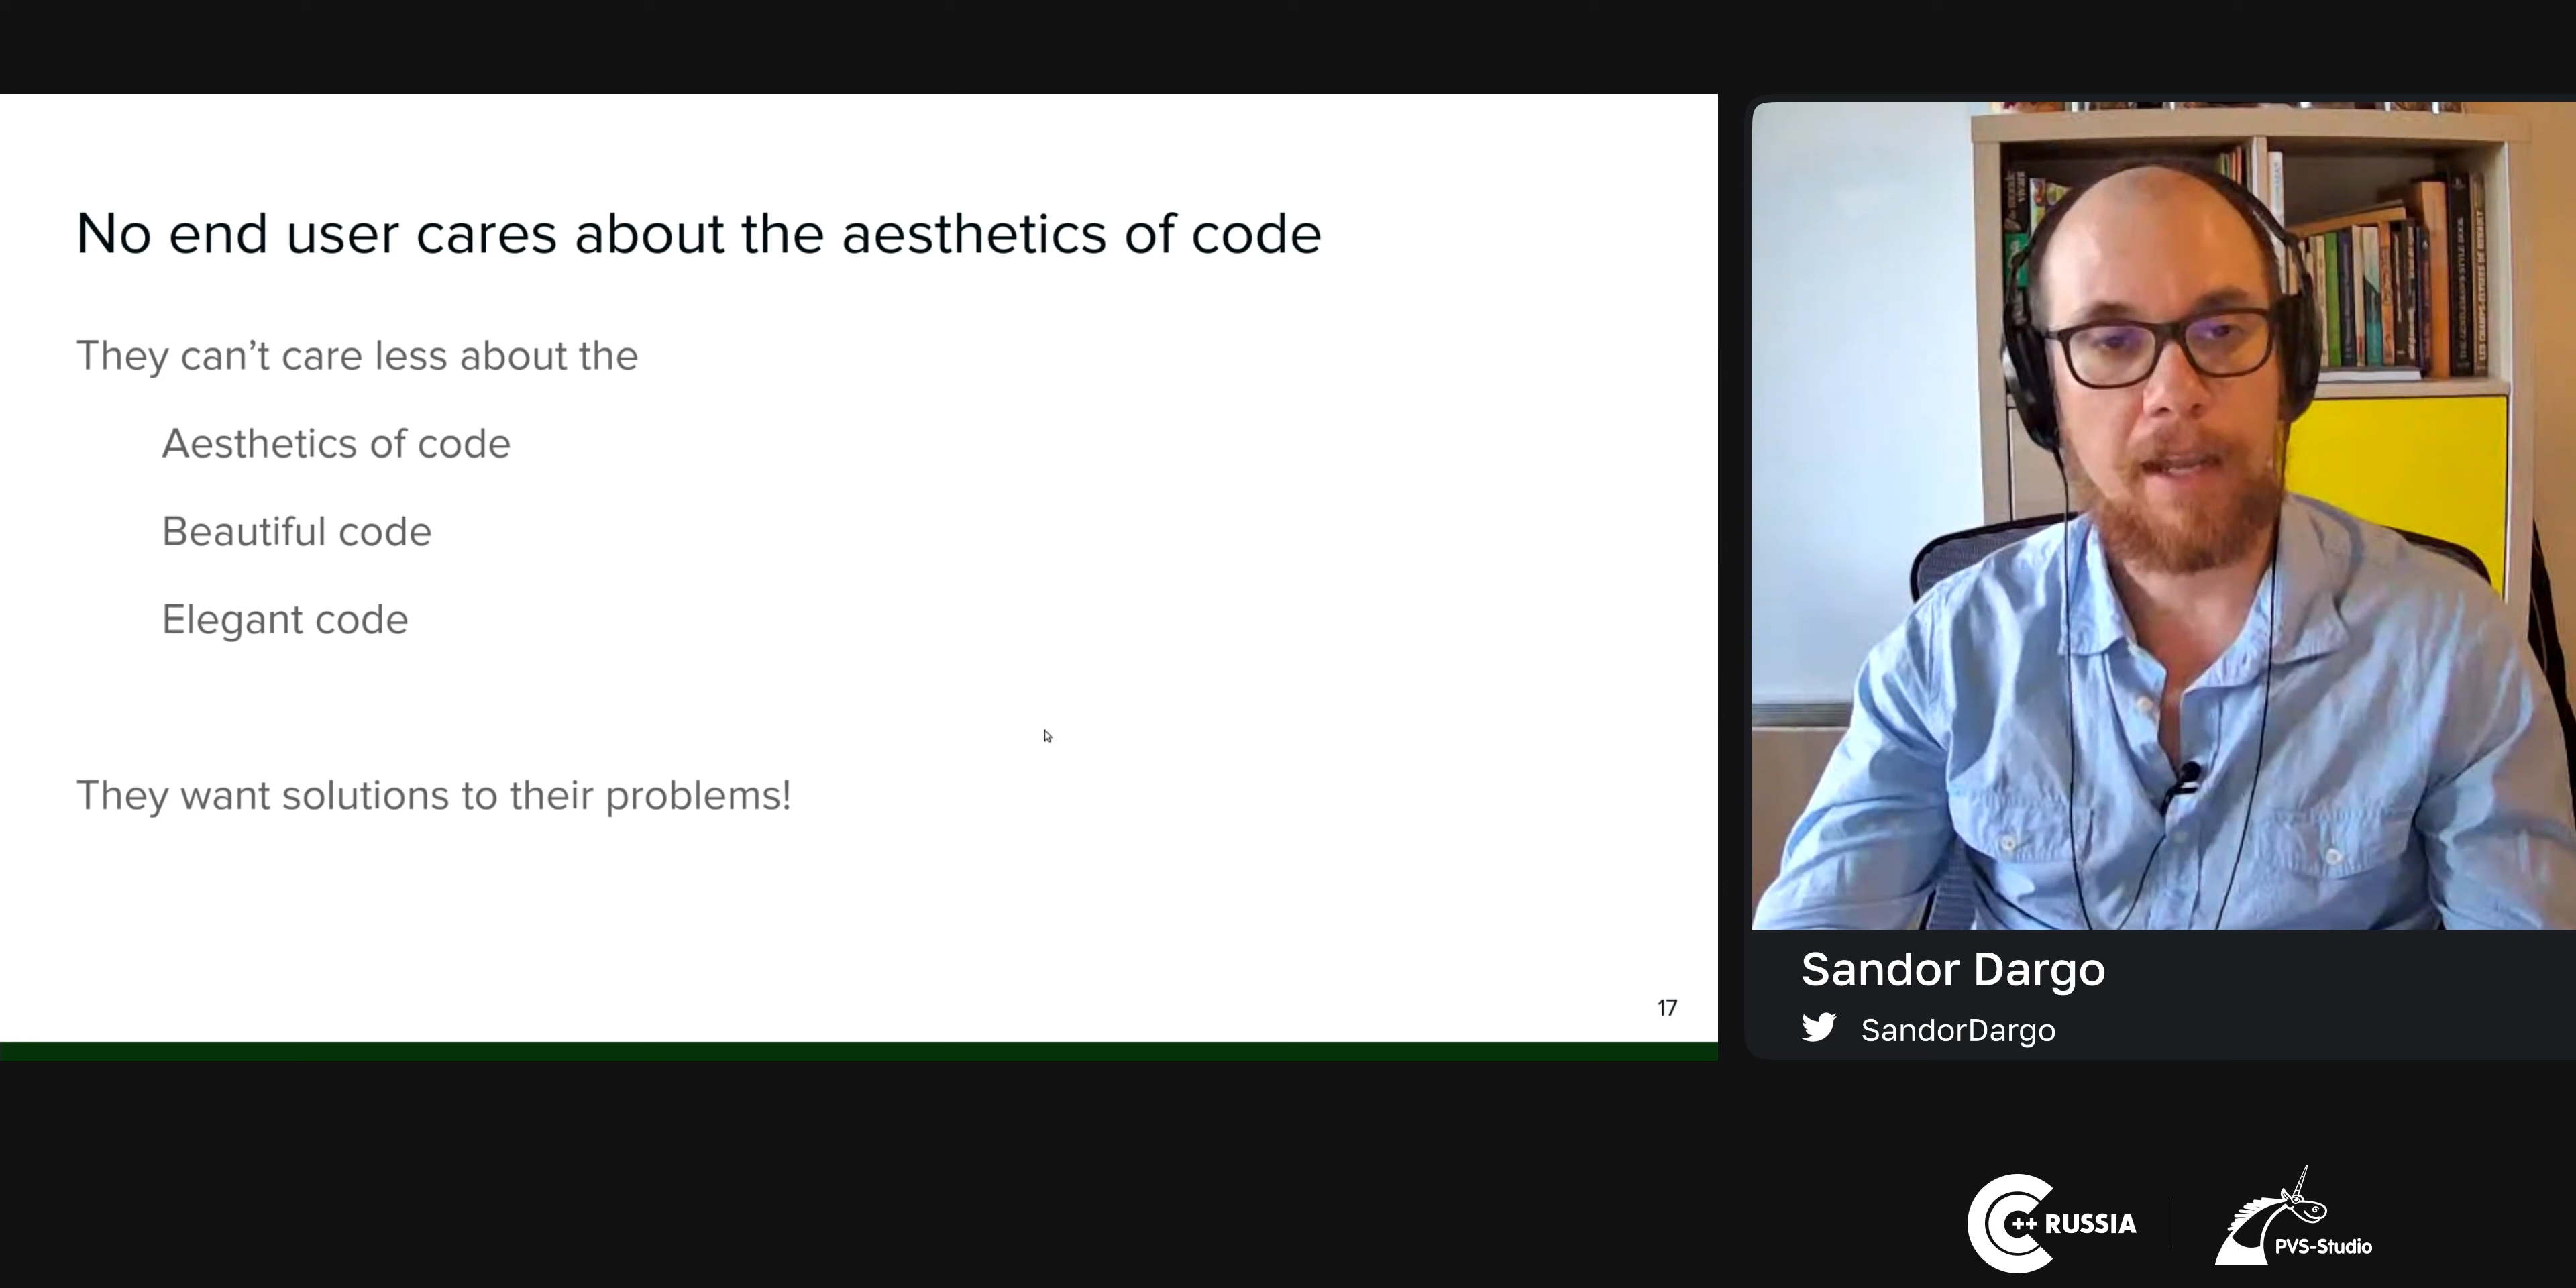 No end user cares about the aesthetics of code
They can't care less about the
Aesthetics of code
Beautiful code
Elegant code
They want solutions to their problems!
17
Sandor Dargo
SandorDargo
C++ RUSSIA
PVS-Studio